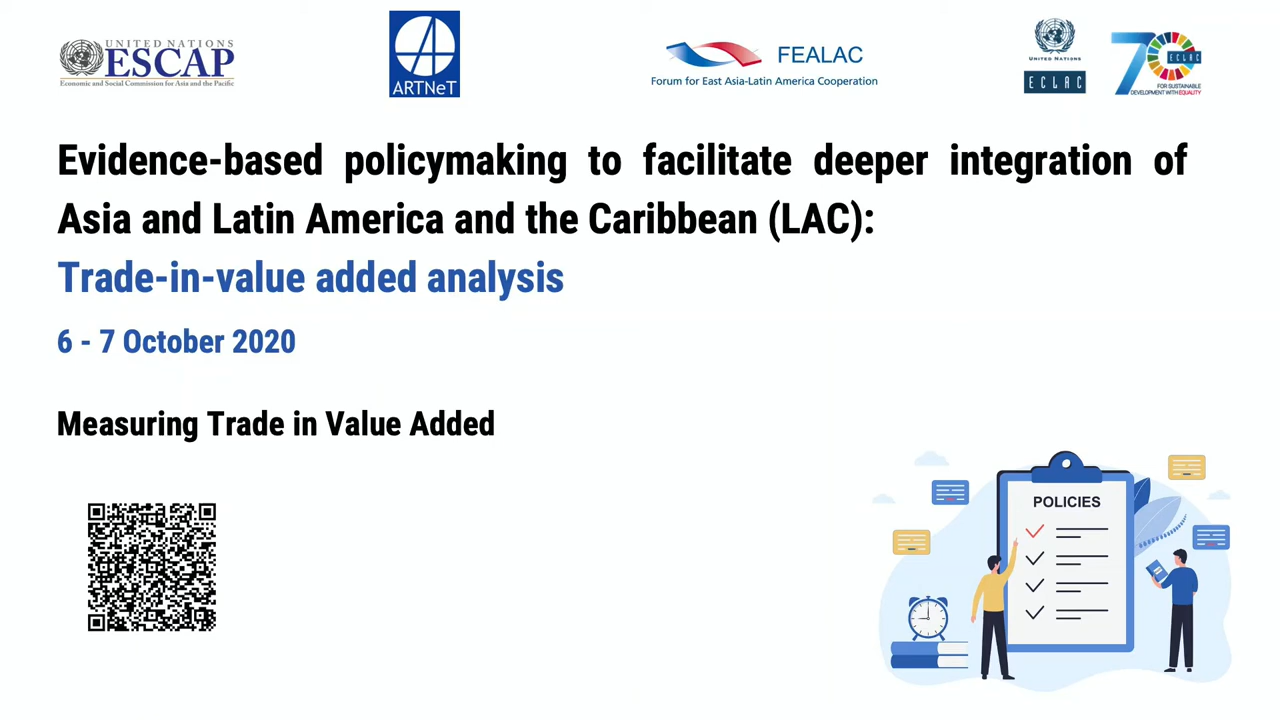 UNITED NATIONS
ESCAP
Economic and Social Commission for Asia and the Pacific
ARTNeT
FEALAC
Forum for East Asia-Latin America Cooperation
UNITED NATIONS
ECLAC
70
ECLAC
FOR SUSTAINABLE
DEVELOPMENT WITH EQUALITY
Evidence-based policymaking to facilitate deeper integration of
Asia and Latin America and the Caribbean (LAC):
Trade-in-value added analysis
6 - 7 October 2020
Measuring Trade in Value Added
POLICIES